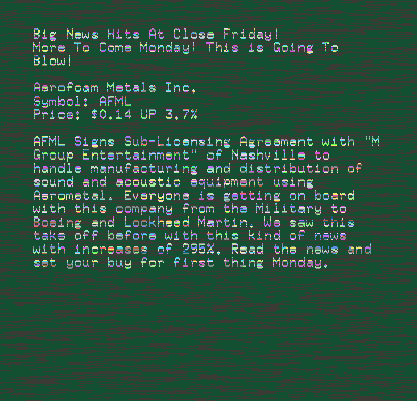 Big News Hits At Close Friday!
More To Come Monday! This is Going To
Blow!
Aerofoam Metals Inc.
Symbol: AFML
Price: $0.14 UP 3.7%
AFML Signs Sub-Licensing Agreement with "M
Group Entertainment" of Nashville to
handle manufacturing and distribution of
sound and acoustic equipment using
Aerometal. Everyone is getting on board
with this company from the Military to
Boeing and Lockheed Martin. We saw this
take off before with this kind of news
with increases of 295%. Read the news and
set your buy for first thing Monday.